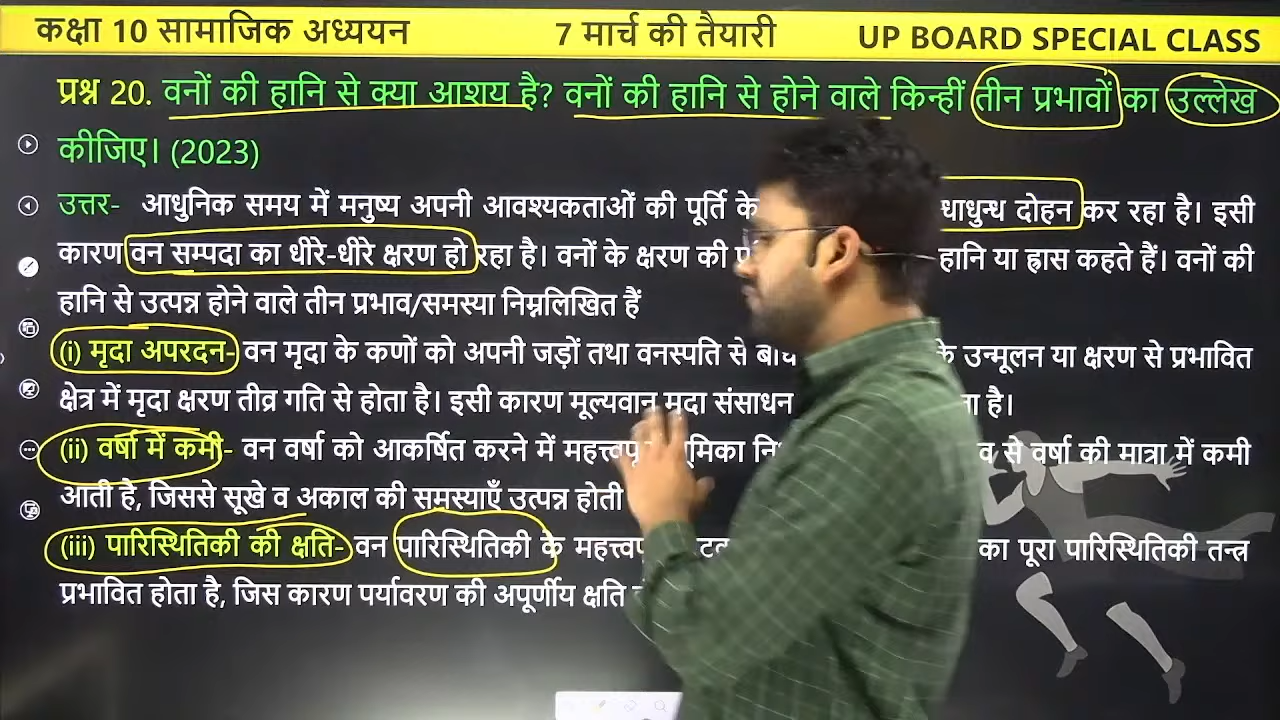 कक्षा 10 सामाजिक अध्ययन 7 मार्च की तैयारी UP BOARD SPECIAL CLASS
प्रश्न 20. वनों की हानि से क्या आशय है? वनों की हानि से होने वाले किन्हीं तीन प्रभावों का उल्लेख
कीजिए। (2023)
उत्तर- आधुनिक समय में मनुष्य अपनी आवश्यकताओं की पूर्ति के धाधुन्ध दोहन कर रहा है। इसी
कारण वन सम्पदा का धीरे-धीरे क्षरण हो रहा है। वनों के क्षरण की हानि या ह्रास कहते हैं। वनों की
हानि से उत्पन्न होने वाले तीन प्रभाव/समस्या निम्नलिखित हैं
(i) मृदा अपरदन- वन मृदा के कणों को अपनी जड़ों तथा वनस्पति से के उन्मूलन या क्षरण से प्रभावित
क्षेत्र में मृदा क्षरण तीव्र गति से होता है। इसी कारण मूल्यवान मृदा संसाधन है।
(ii) वर्षा में कमी- वन वर्षा को आकर्षित करने में से वर्षा की मात्रा में कमी
आती है, जिससे सूखे व अकाल की समस्याएँ उत्पन्न होती
(iii) पारिस्थितिकी की क्षति- वन पारिस्थितिकी के का पूरा पारिस्थितिकी तन्त्र
प्रभावित होता है, जिस कारण पर्यावरण की अपूर्णीय क्षति